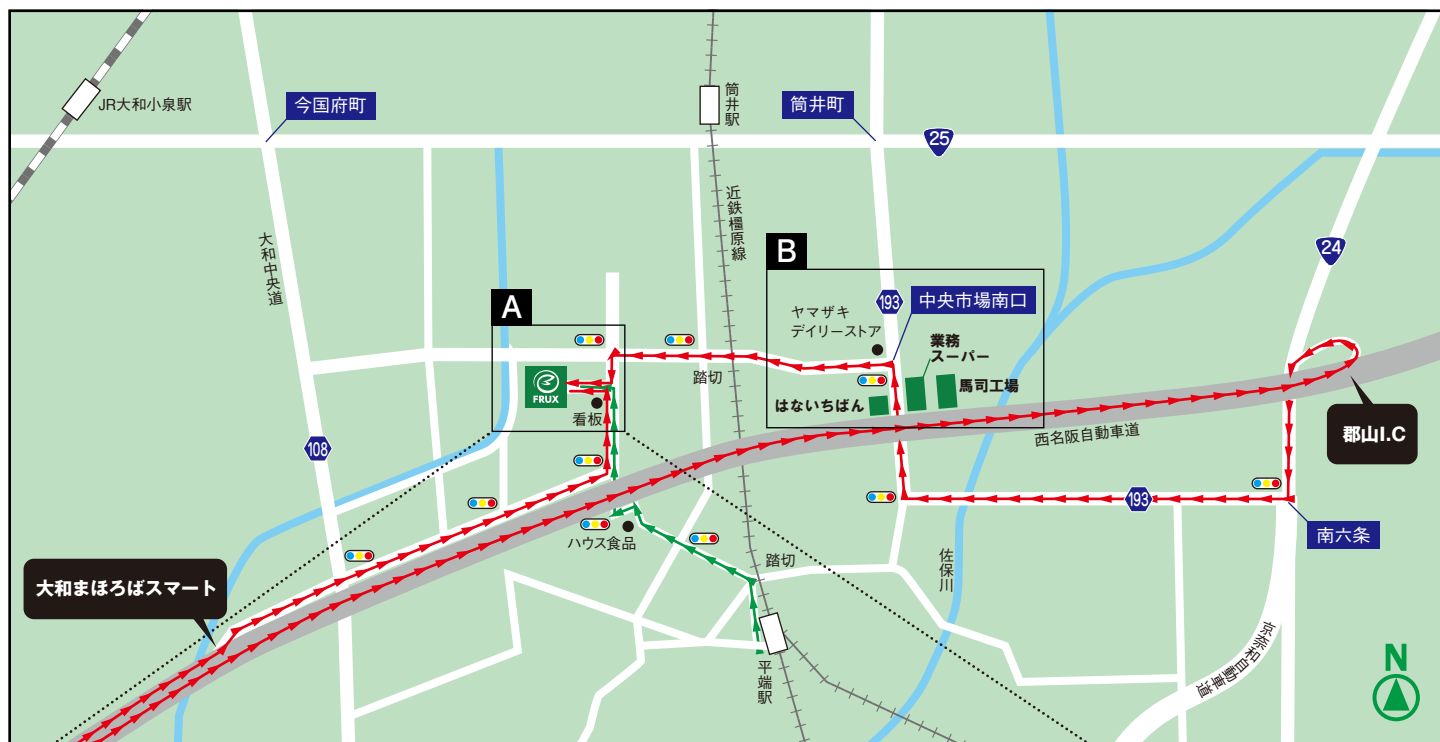 JR大和小泉駅
今国府町
筒井駅
筒井町
25
近鉄橿原線
大和中央道
24
A
B
193
中央市場南口
ヤマザキ
デイリーストア
業務
スーパー
馬司工場
はないちばん
踏切
FRUX
看板
西名阪自動車道
郡山I.C
108
193
南六条
ハウス食品
踏切
佐保川
大和まほろばスマート
平端駅
京奈和自動車道
N